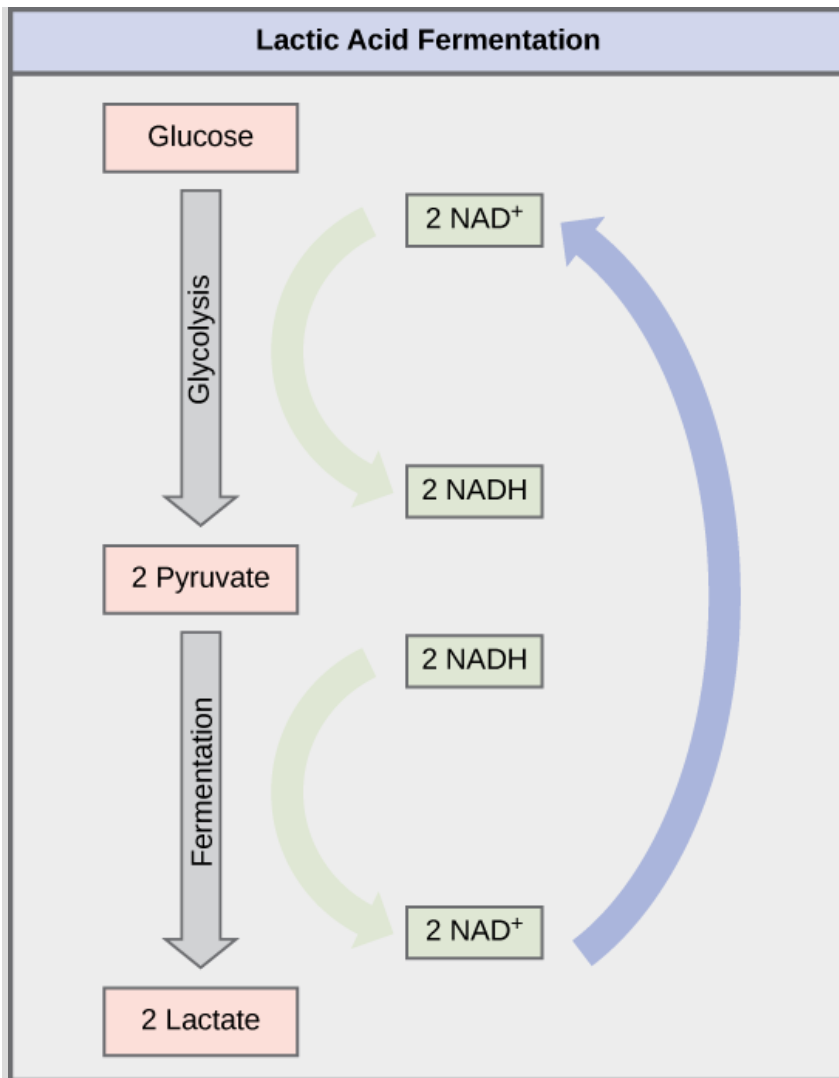 Lactic Acid Fermentation
Glucose
2 NAD⁺
Glycolysis
2 NADH
2 Pyruvate
2 NADH
Fermentation
2 NAD⁺
2 Lactate